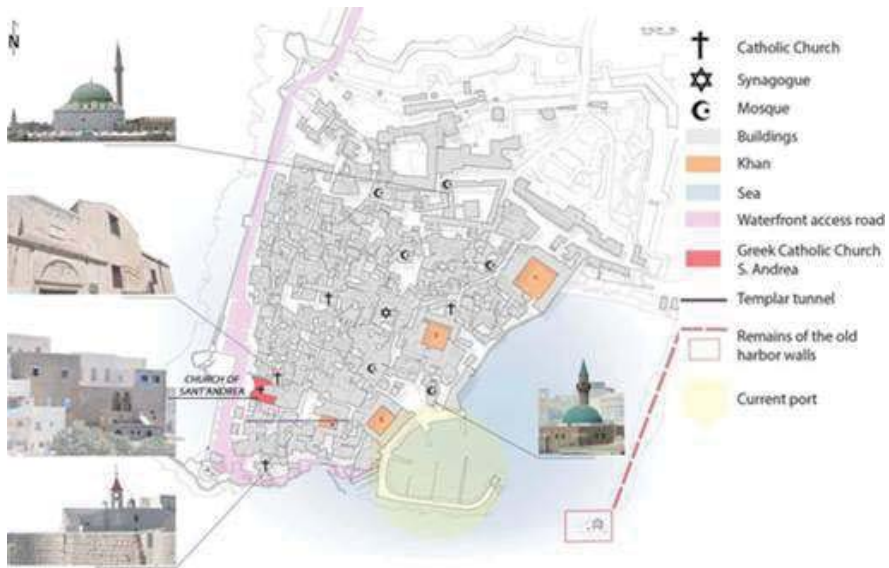 N
Catholic Church
Synagogue
Mosque
Buildings
Khan
Sea
Waterfront access road
Greek Catholic Church
S. Andrea
Templar tunnel
Remains of the old
harbor walls
Current port
CHURCH OF
SANT'ANDREA